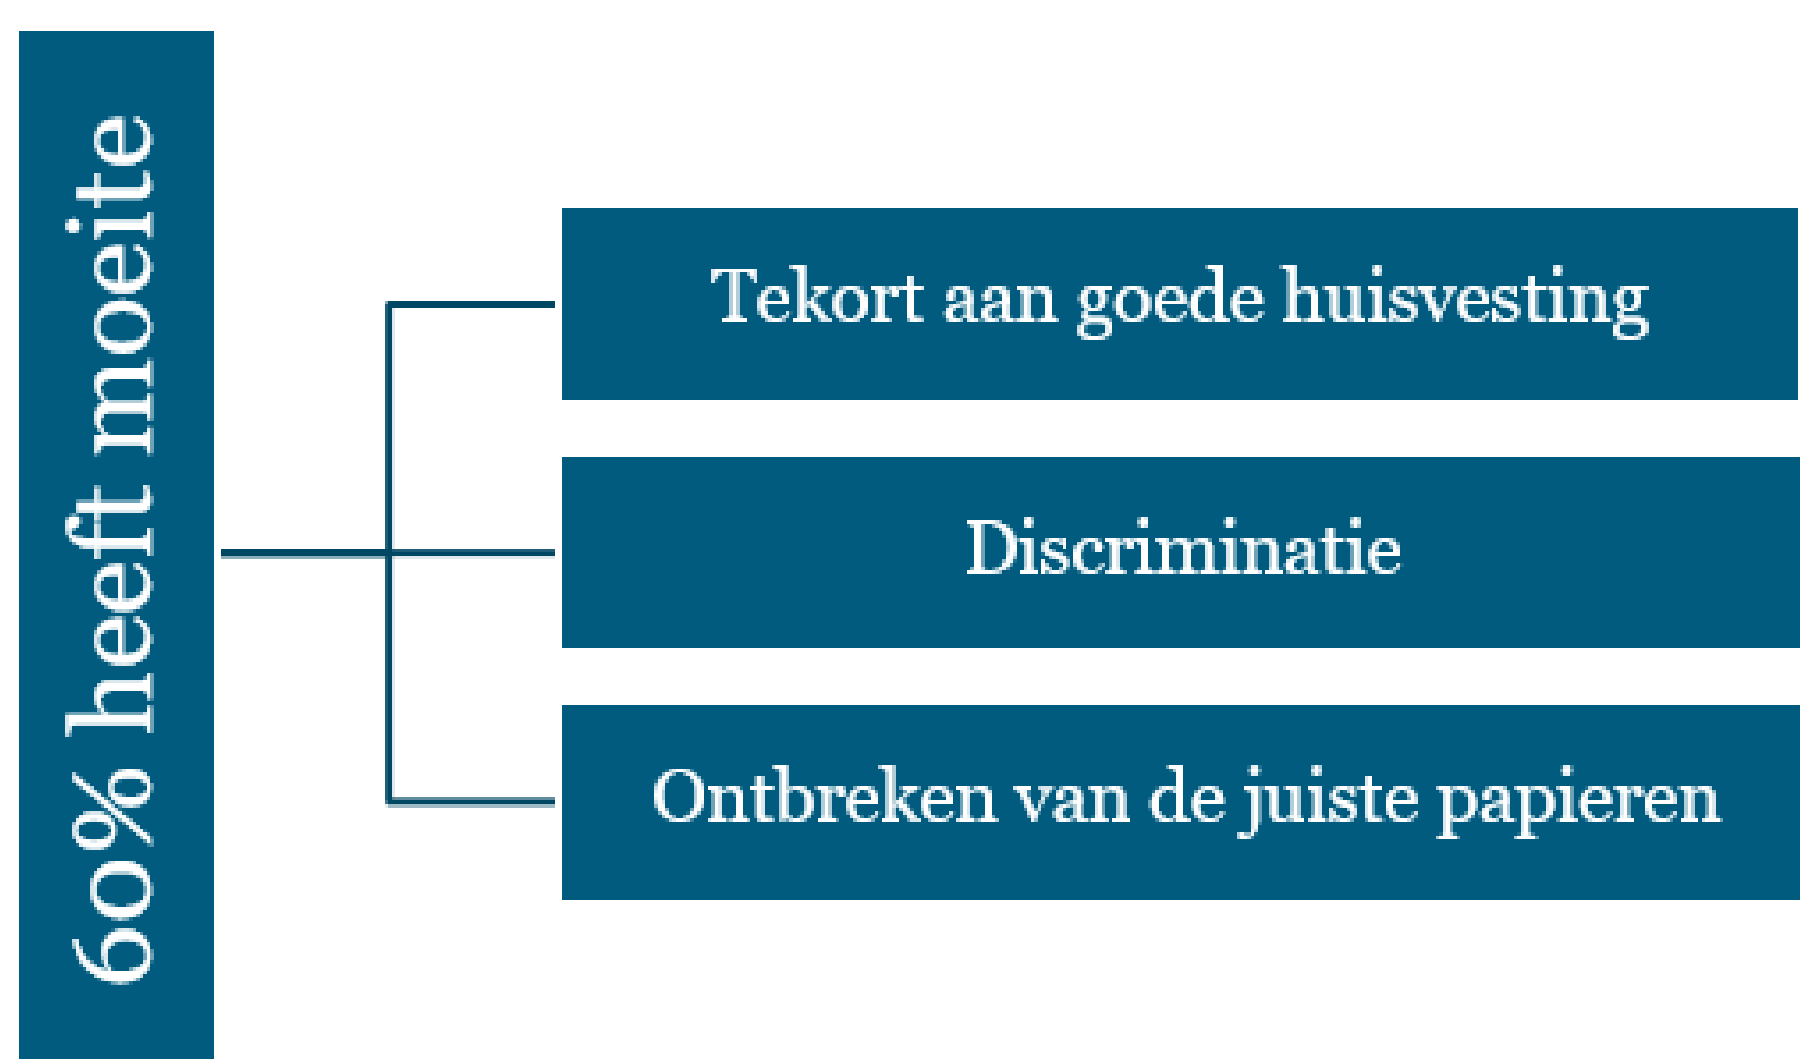 60% heeft moeite
Tekort aan goede huisvesting
Discriminatie
Ontbreken van de juiste papieren